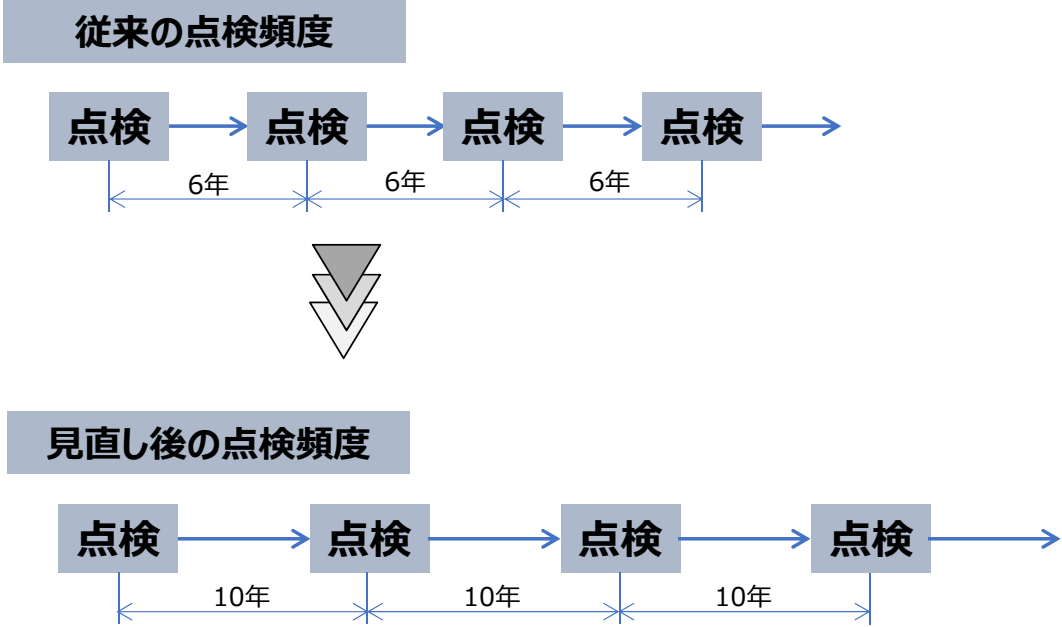 従来の点検頻度
点検 点検 点検 点検
6年 6年 6年
見直し後の点検頻度
点検 点検 点検 点検
10年 10年 10年